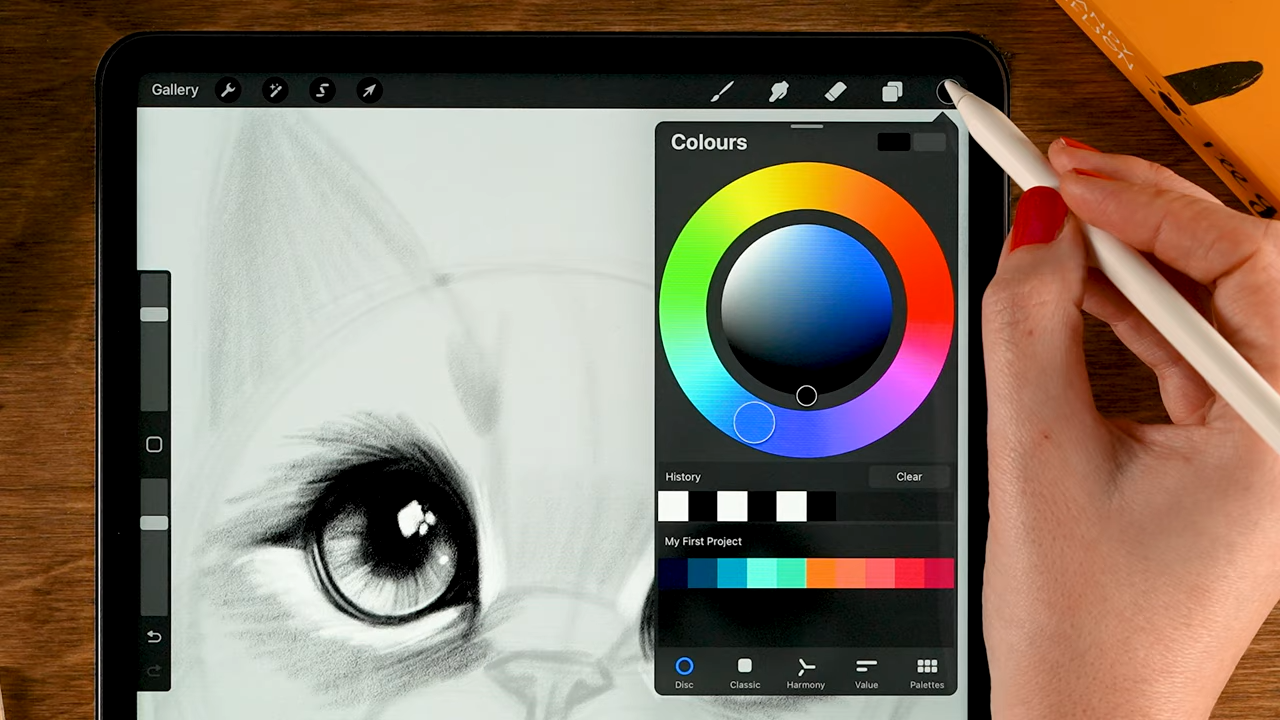 Gallery
Colours
History
Clear
My First Project
Disc
Classic
Harmony
Value
Palettes